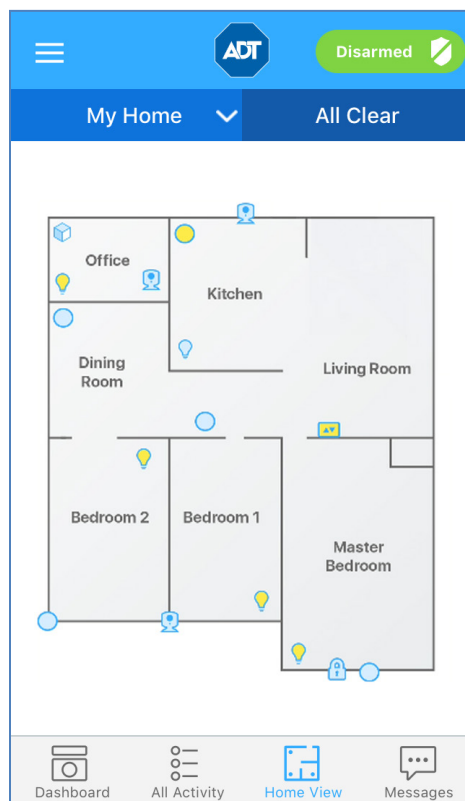 ADT
Disarmed
My Home
All Clear
Office
Kitchen
Dining
Room
Living Room
Bedroom 2
Bedroom 1
Master
Bedroom
Dashboard
All Activity
Home View
Messages